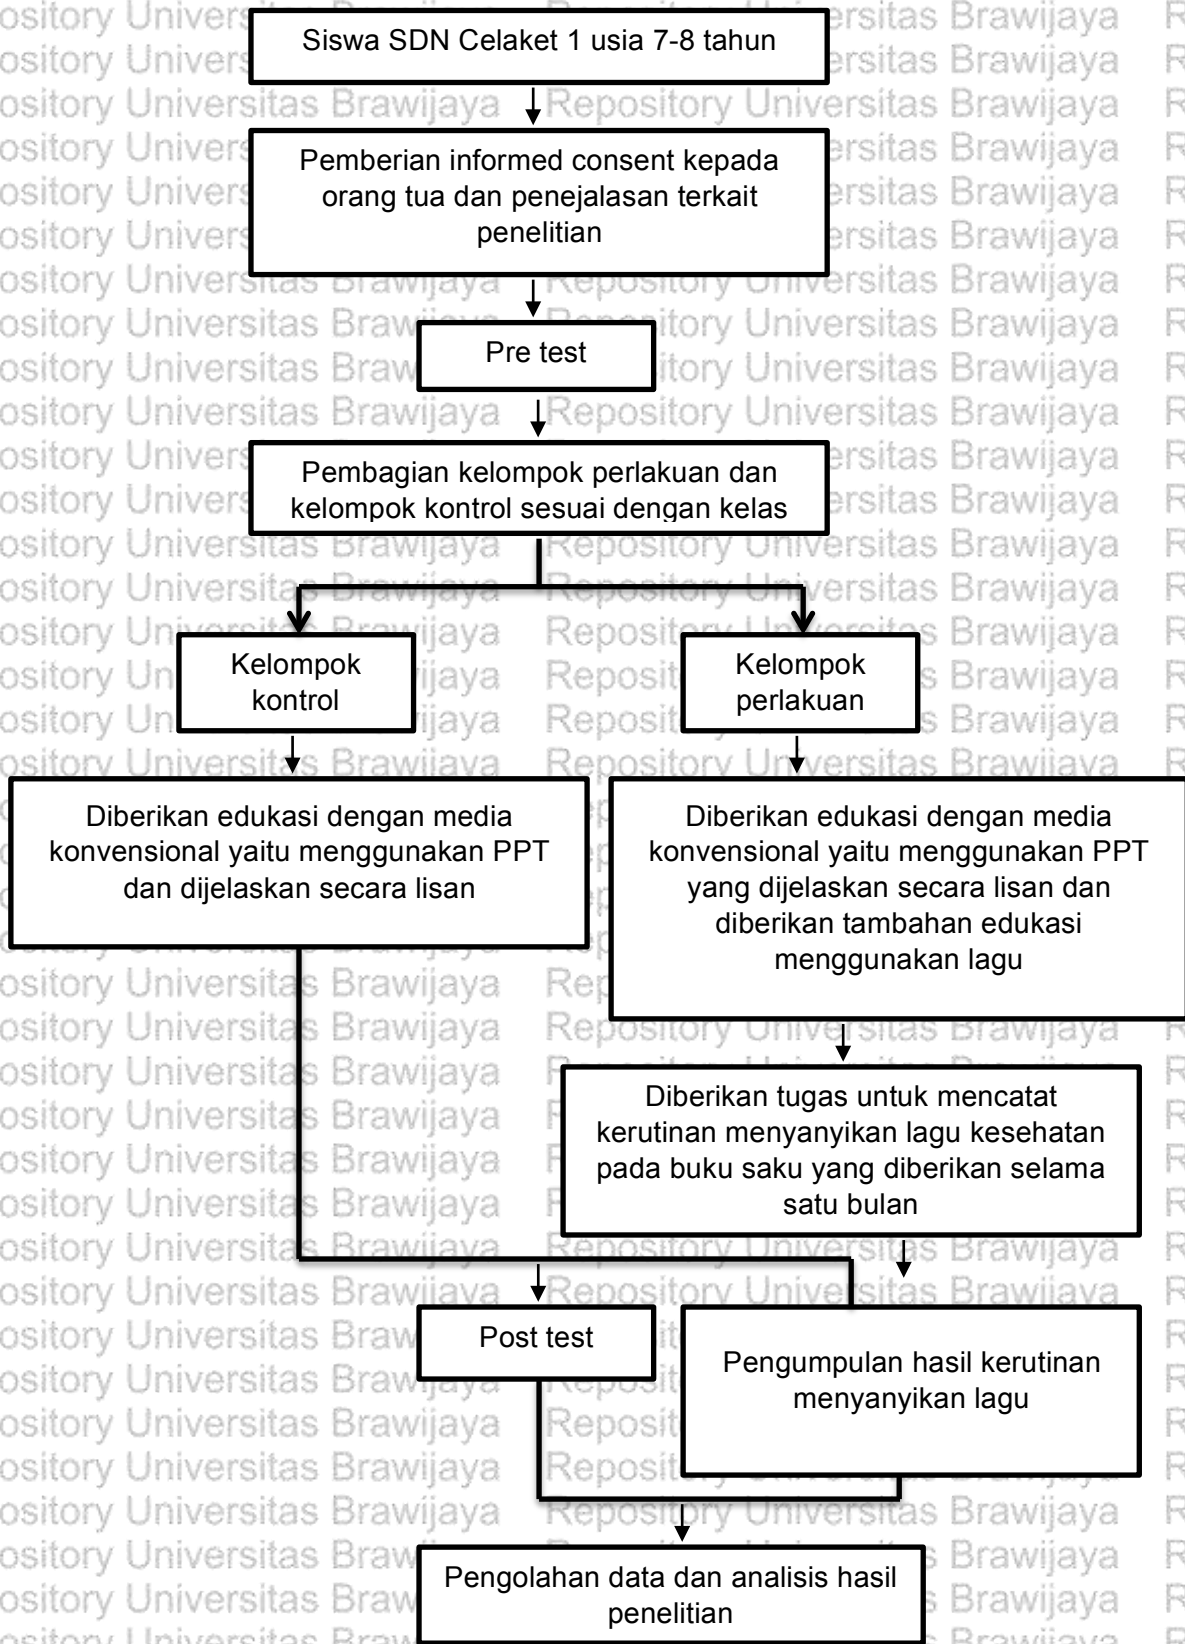 Siswa SDN Celaket 1 usia 7-8 tahun
Pemberian informed consent kepada
orang tua dan penejalasan terkait
penelitian
Pre test
Pembagian kelompok perlakuan dan
kelompok kontrol sesuai dengan kelas
Kelompok
kontrol
Kelompok
perlakuan
Diberikan edukasi dengan media
konvensional yaitu menggunakan PPT
dan dijelaskan secara lisan
Diberikan edukasi dengan media
konvensional yaitu menggunakan PPT
yang dijelaskan secara lisan dan
diberikan tambahan edukasi
menggunakan lagu
Diberikan tugas untuk mencatat
kerutinan menyanyikan lagu kesehatan
pada buku saku yang diberikan selama
satu bulan
Post test
Pengumpulan hasil kerutinan
menyanyikan lagu
Pengolahan data dan analisis hasil
penelitian
Repository Universitas Brawijaya